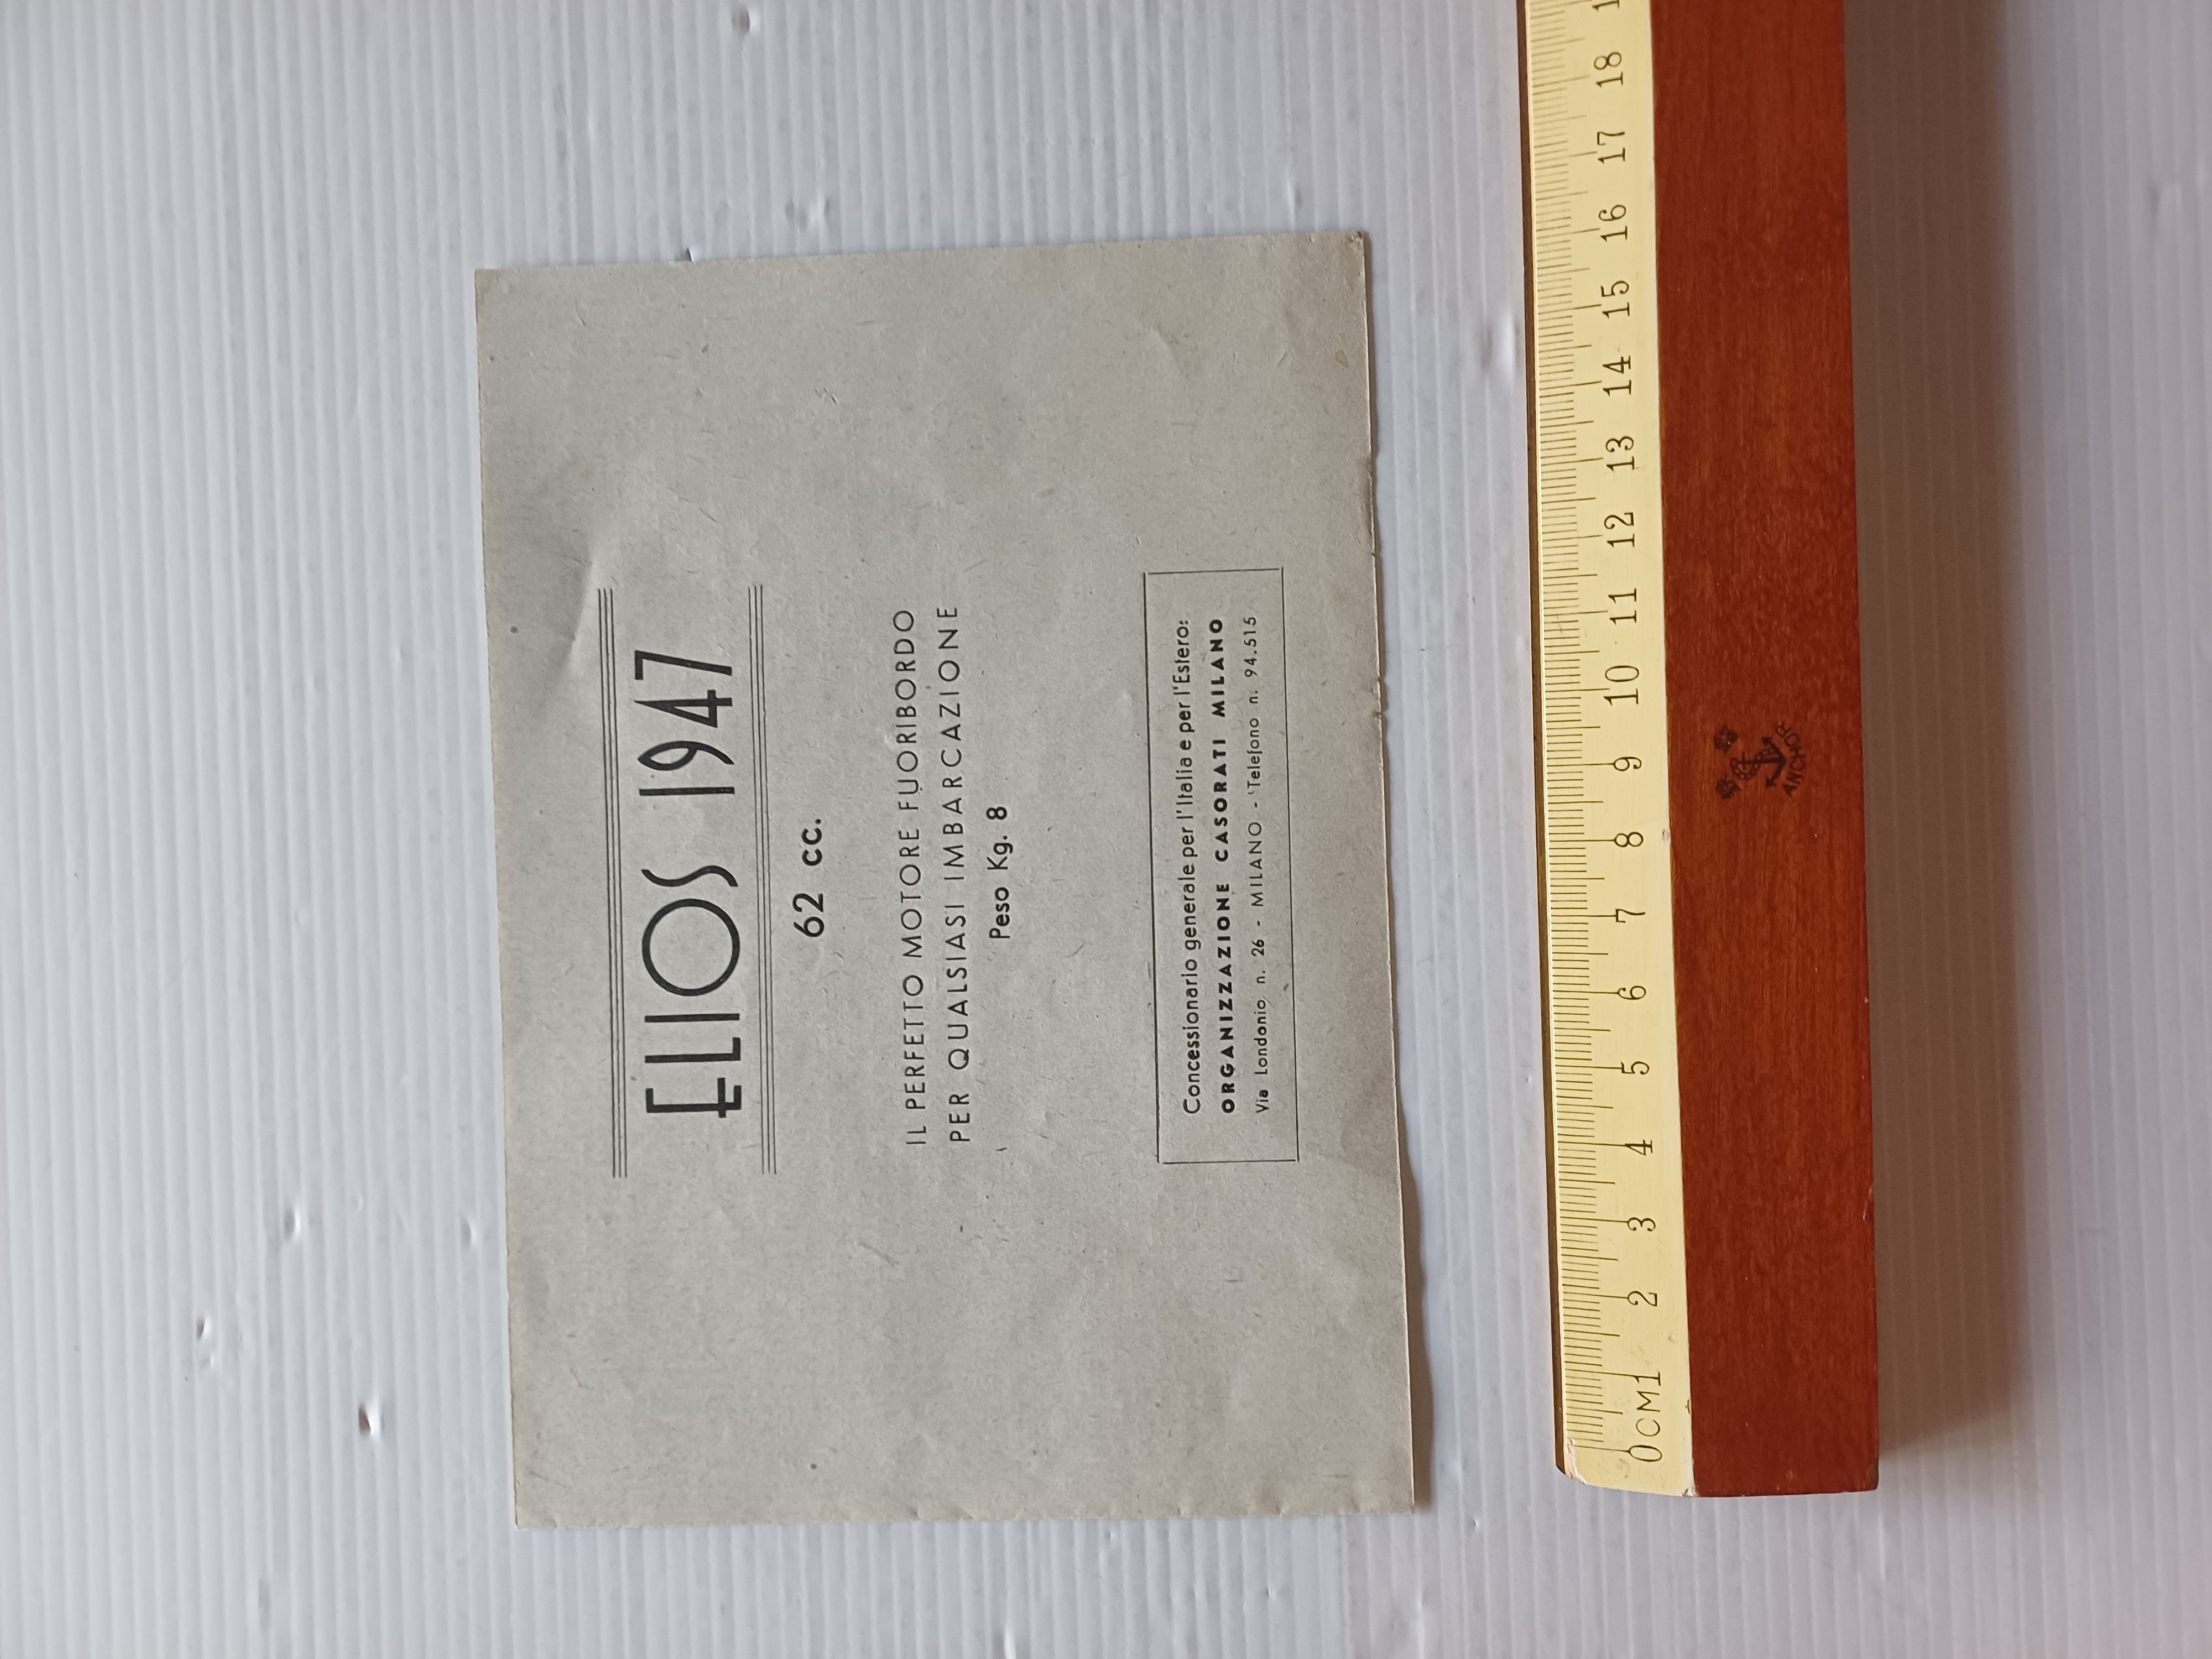 ELIOS 1947
62 cc.
IL PERFETTO MOTORE FUORIBORDO
PER QUALSIASI IMBARCAZIONE
Peso Kg. 8
Concessionario generale per l'Italia e per l'Estero:
ORGANIZZAZIONE CASORATI MILANO
Via Londonio n. 26 - MILANO - Telefono n. 94.515
0CM1 2 3 4 5 6 7 8 9 10 11 12 13 14 15 16 17 18 1
ANCHOR